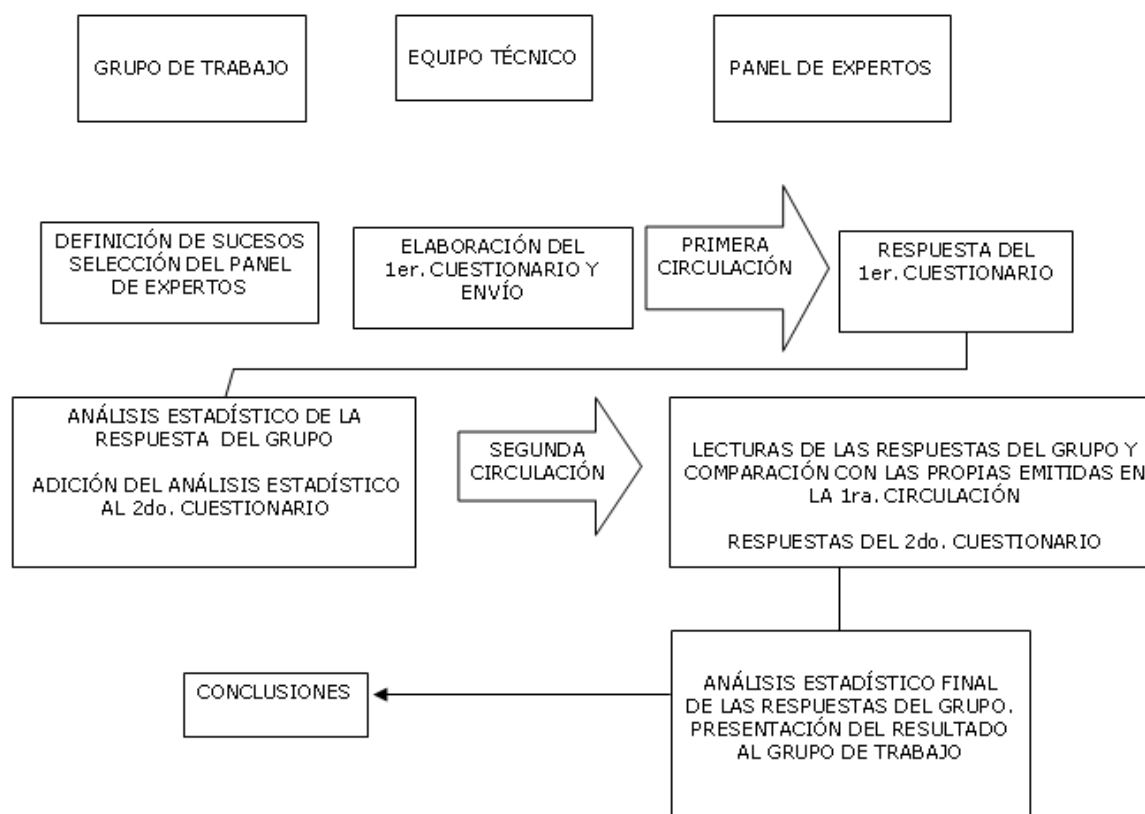 GRUPO DE TRABAJO
EQUIPO TÉCNICO
PANEL DE EXPERTOS
DEFINICIÓN DE SUCESOS
SELECCIÓN DEL PANEL
DE EXPERTOS
ELABORACIÓN DEL
1er. CUESTIONARIO Y
ENVÍO
PRIMERA
CIRCULACIÓN
RESPUESTA DEL
1er. CUESTIONARIO
ANÁLISIS ESTADÍSTICO DE LA
RESPUESTA DEL GRUPO
ADICIÓN DEL ANÁLISIS ESTADÍSTICO
AL 2do. CUESTIONARIO
SEGUNDA
CIRCULACIÓN
LECTURAS DE LAS RESPUESTAS DEL GRUPO Y
COMPARACIÓN CON LAS PROPIAS EMITIDAS EN
LA 1ra. CIRCULACIÓN
RESPUESTAS DEL 2do. CUESTIONARIO
CONCLUSIONES
ANÁLISIS ESTADÍSTICO FINAL
DE LAS RESPUESTAS DEL GRUPO.
PRESENTACIÓN DEL RESULTADO
AL GRUPO DE TRABAJO